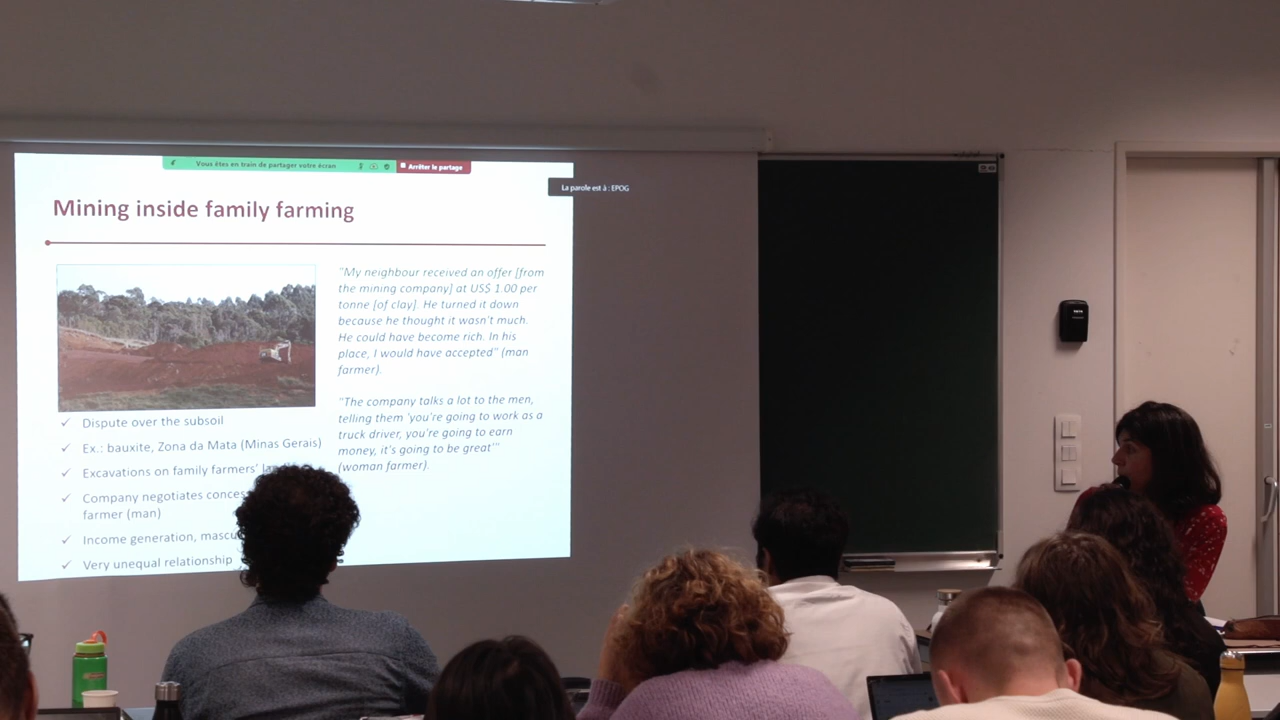 Vous êtes en train de partager votre écran
Arrêter le partage
La parole est à : EPOG
Mining inside family farming
"My neighbour received an offer [from
the mining company] at US$ 1.00 per
tonne [of clay]. He turned it down
because he thought it wasn't much.
He could have become rich. In his
place, I would have accepted" (man
farmer).
"The company talks a lot to the men,
telling them 'you're going to work as a
truck driver, you're going to earn
money, it's going to be great'"
(woman farmer).
✓ Dispute over the subsoil
✓ Ex.: bauxite, Zona da Mata (Minas Gerais)
✓ Excavations on family farmers'
✓ Company negotiates
farmer (man)
✓ Income generation,
✓ Very unequal relationship